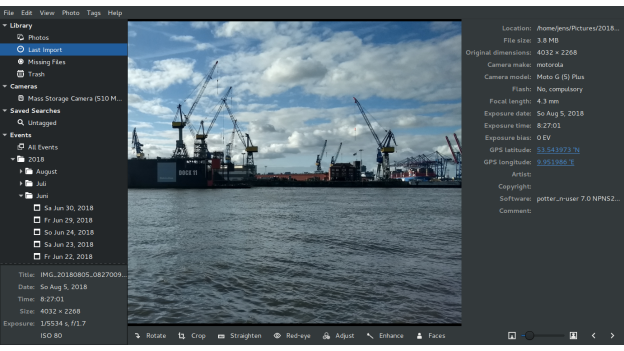 File Edit View Photo Tags Help
Library
Photos
Last Import
Missing Files
Trash
Cameras
Mass Storage Camera (510 M...
Saved Searches
Untagged
Events
All Events
2018
August
Juli
Juni
Sa Jun 30, 2018
Fr Jun 29, 2018
So Jun 24, 2018
Sa Jun 23, 2018
Fr Jun 22, 2018
Title: IMG_20180805_0827009...
Date: So Aug 5, 2018
Time: 8:27:01
Size: 4032 × 2268
Exposure: 1/5534 s, f/1.7
ISO 80
DOCK 11
Rotate Crop Straighten Red-eye Adjust Enhance Faces
Location: /home/jens/Pictures/2018...
File size: 3.8 MB
Original dimensions: 4032 × 2268
Camera make: motorola
Camera model: Moto G (5) Plus
Flash: No, compulsory
Focal length: 4.3 mm
Exposure date: So Aug 5, 2018
Exposure time: 8:27:01
Exposure bias: 0 EV
GPS latitude: 53.541973 °N
GPS longitude: 9.951986 °E
Artist:
Copyright:
Software: potter_n-user 7.0 NPNS2...
Comment: